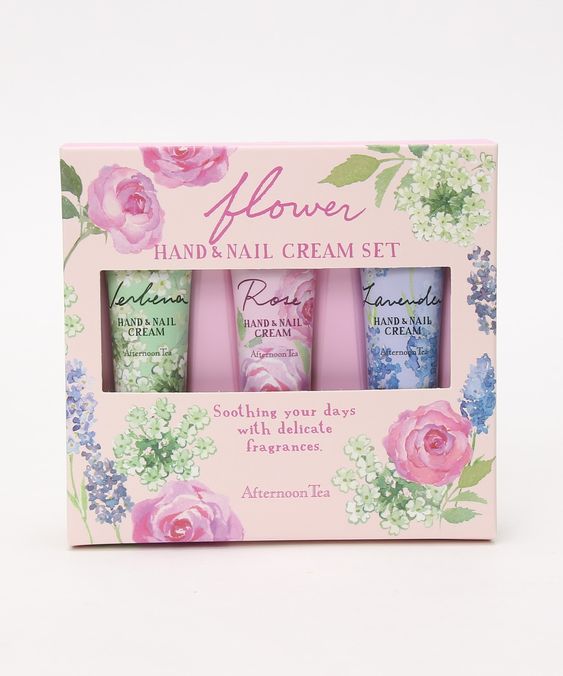 flower
HAND & NAIL CREAM SET
Verbena
HAND & NAIL
CREAM
Afternoon Tea
Rose
HAND & NAIL
CREAM
Afternoon Tea
Lavender
HAND & NAIL
CREAM
Afternoon Tea
Soothing your days
with delicate
fragrances.
Afternoon Tea